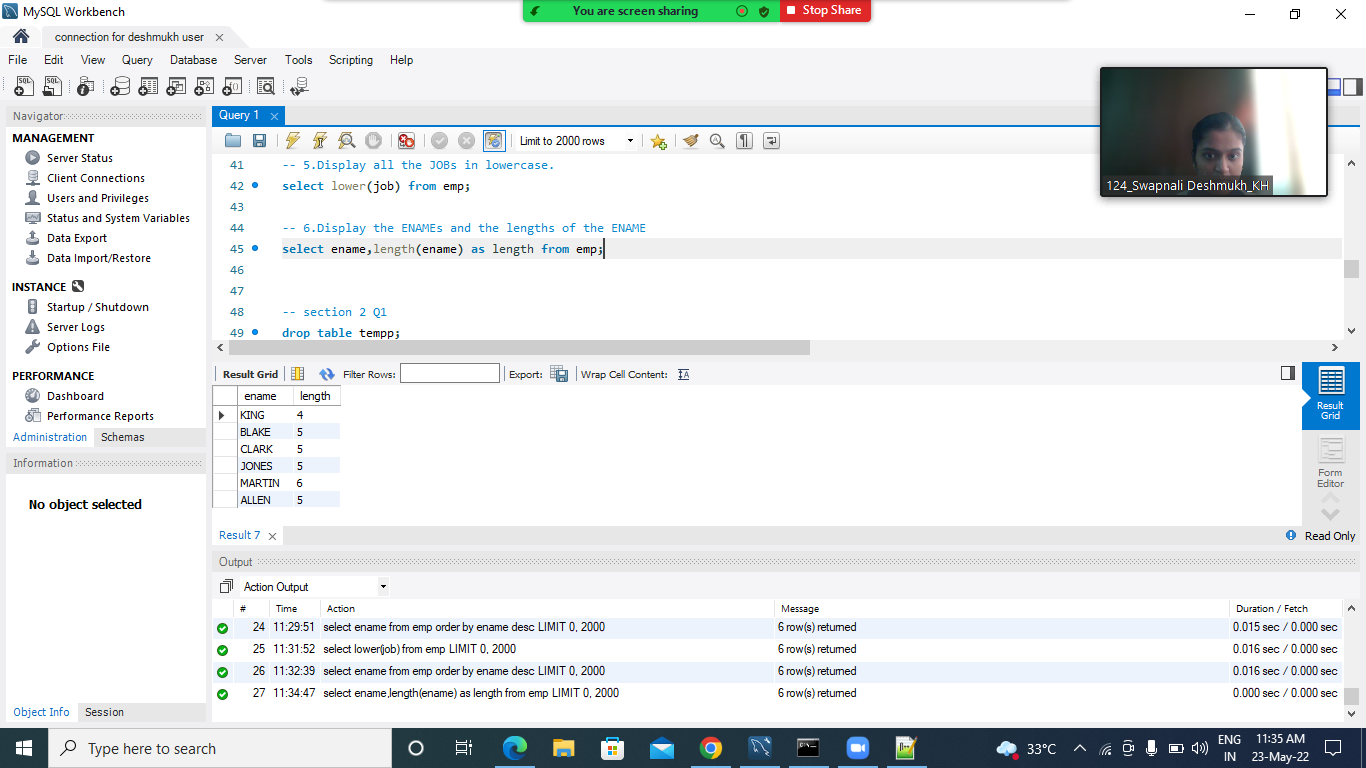 MySQL Workbench
You are screen sharing
Stop Share
connection for deshmukh user
File Edit View Query Database Server Tools Scripting Help
Navigator
MANAGEMENT
Server Status
Client Connections
Users and Privileges
Status and System Variables
Data Export
Data Import/Restore
INSTANCE
Startup / Shutdown
Server Logs
Options File
PERFORMANCE
Dashboard
Performance Reports
Administration Schemas
Information
No object selected
Object Info Session
Query 1
Limit to 2000 rows
41 -- 5.Display all the JOBs in lowercase.
42 select lower(job) from emp;
43
44 -- 6.Display the ENAMEs and the lengths of the ENAME
45 select ename,length(ename) as length from emp;
46
47
48 -- section 2 Q1
49 drop table tempp;
124_Swapnali Deshmukh_KH
Result Grid Filter Rows: Export: Wrap Cell Content:
ename length
KING 4
BLAKE 5
CLARK 5
JONES 5
MARTIN 6
ALLEN 5
Result Grid
Form Editor
Result 7
Read Only
Output
Action Output
# Time Action Message Duration / Fetch
24 11:29:51 select ename from emp order by ename desc LIMIT 0, 2000 6 row(s) returned 0.015 sec / 0.000 sec
25 11:31:52 select lower(job) from emp LIMIT 0, 2000 6 row(s) returned 0.016 sec / 0.000 sec
26 11:32:39 select ename from emp order by ename desc LIMIT 0, 2000 6 row(s) returned 0.016 sec / 0.000 sec
27 11:34:47 select ename,length(ename) as length from emp LIMIT 0, 2000 6 row(s) returned 0.000 sec / 0.000 sec
Type here to search
33°C
ENG
IN
11:35 AM
23-May-22